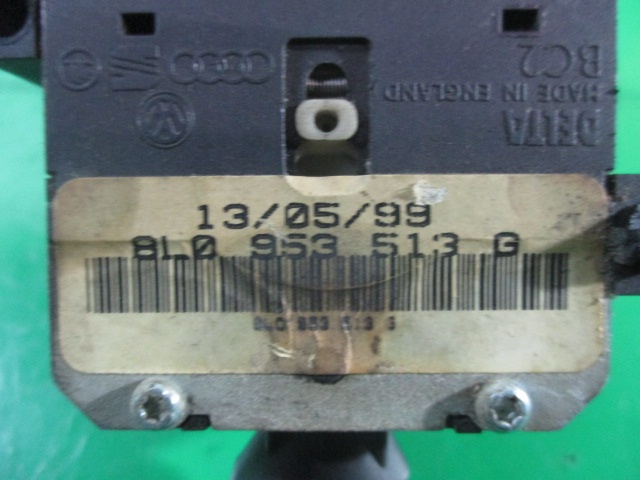 BC2
MADE IN ENGLAND
DELTA
13/05/99
8L0 953 513 G
8L0 953 513 G